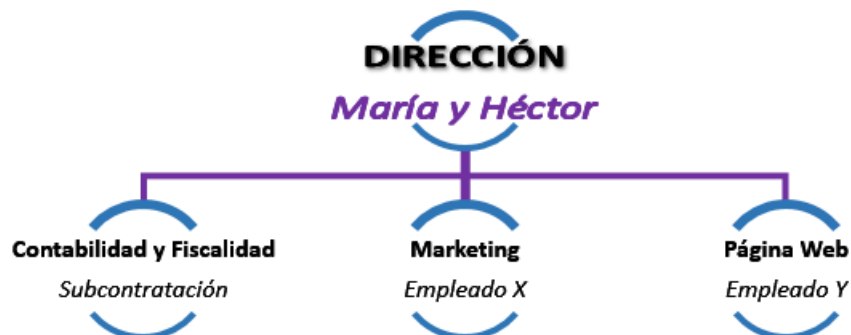 DIRECCIÓN
María y Héctor
Contabilidad y Fiscalidad
Subcontratación
Marketing
Empleado X
Página Web
Empleado Y